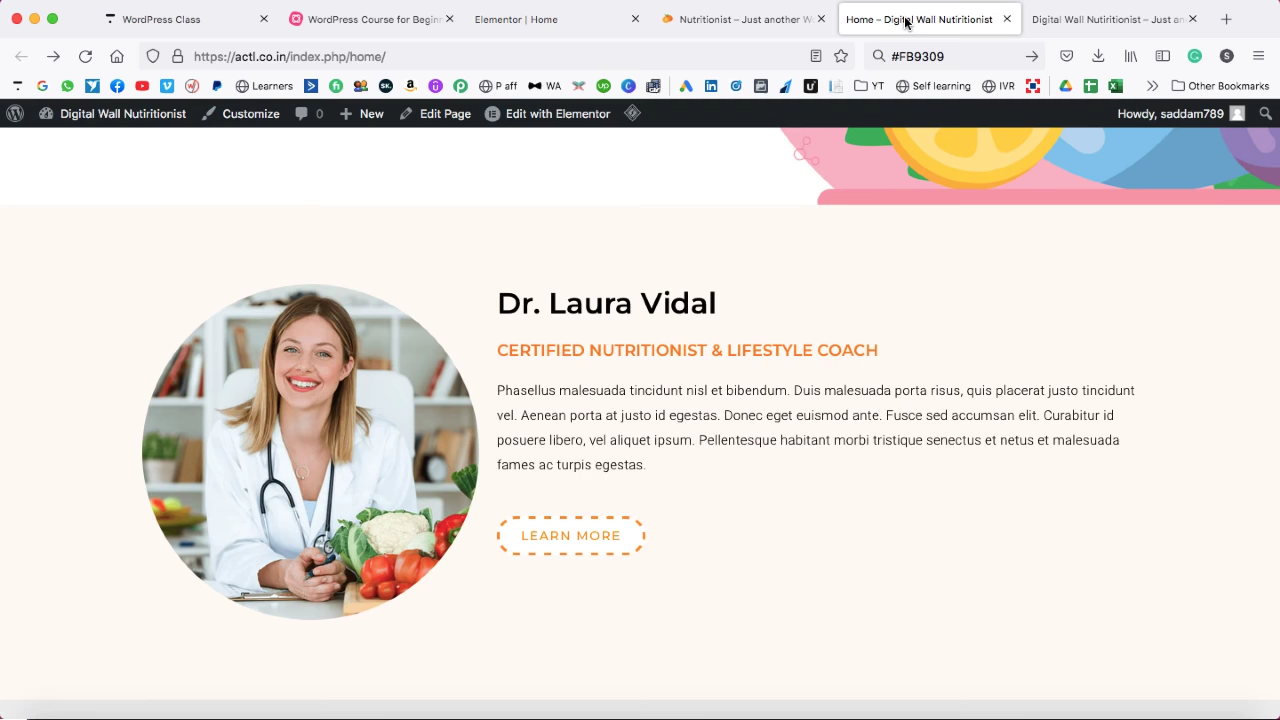 WordPress Class
WordPress Course for Beginn
Elementor | Home
Nutritionist – Just another W
Home – Digital Wall Nutiritionist
Digital Wall Nutiritionist – Just an
https://actl.co.in/index.php/home/
#FB9309
Learners
P aff
WA
YT
Self learning
IVR
Other Bookmarks
Digital Wall Nutiritionist
Customize
0
New
Edit Page
Edit with Elementor
Howdy, saddam789
Dr. Laura Vidal
CERTIFIED NUTRITIONIST & LIFESTYLE COACH
Phasellus malesuada tincidunt nisl et bibendum. Duis malesuada porta risus, quis placerat justo tincidunt
vel. Aenean porta at justo id egestas. Donec eget euismod ante. Fusce sed accumsan elit. Curabitur id
posuere libero, vel aliquet ipsum. Pellentesque habitant morbi tristique senectus et netus et malesuada
fames ac turpis egestas.
LEARN MORE